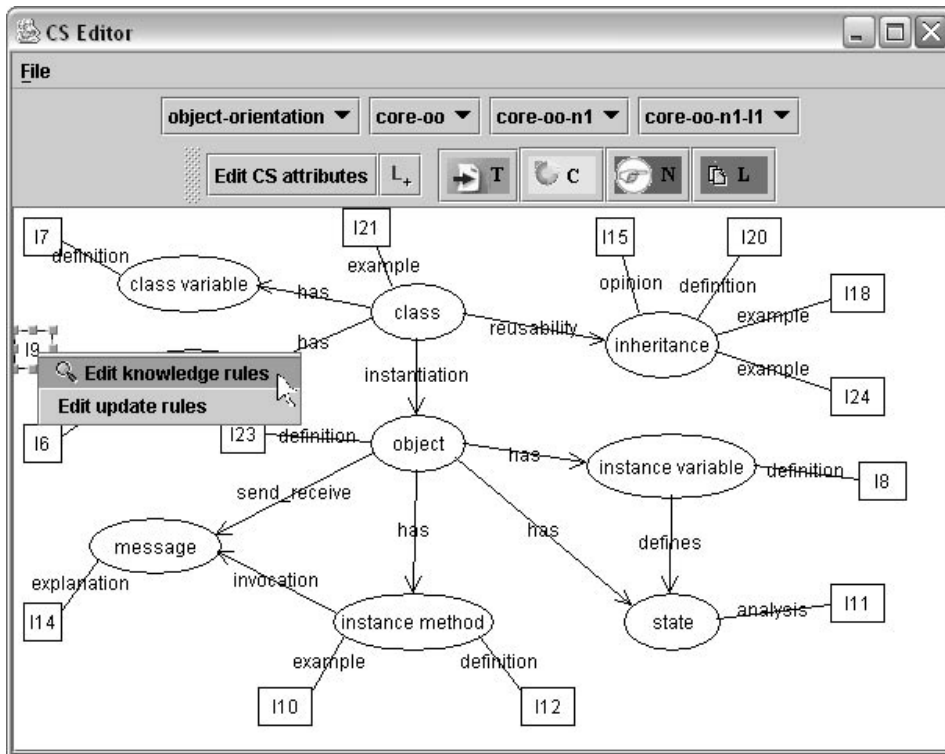 CS Editor
File
object-orientation
core-oo
core-oo-n1
core-oo-n1-l1
Edit CS attributes
L+
T
C
N
L
I7
I21
I15
I20
definition
example
opinion
definition
class variable
has
class
I18
example
reusability
inheritance
I9
has
Edit knowledge rules
instantiation
example
I24
Edit update rules
I6
I23
definition
object
has
instance variable
definition
I8
send_receive
has
has
defines
message
explanation
invocation
I14
instance method
state
analysis
I11
example
definition
I10
I12